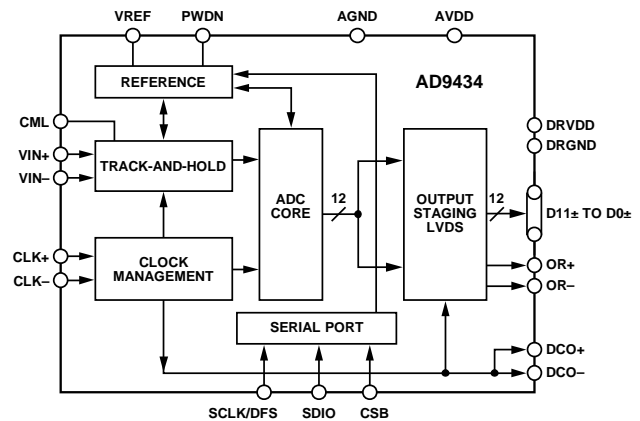 VREF PWDN AGND AVDD
REFERENCE
AD9434
CML
DRVDD
DRGND
VIN+
VIN–
TRACK-AND-HOLD
ADC
CORE
12
OUTPUT
STAGING
LVDS
12
D11± TO D0±
CLK+
CLK–
CLOCK
MANAGEMENT
OR+
OR–
SERIAL PORT
DCO+
DCO–
SCLK/DFS SDIO CSB